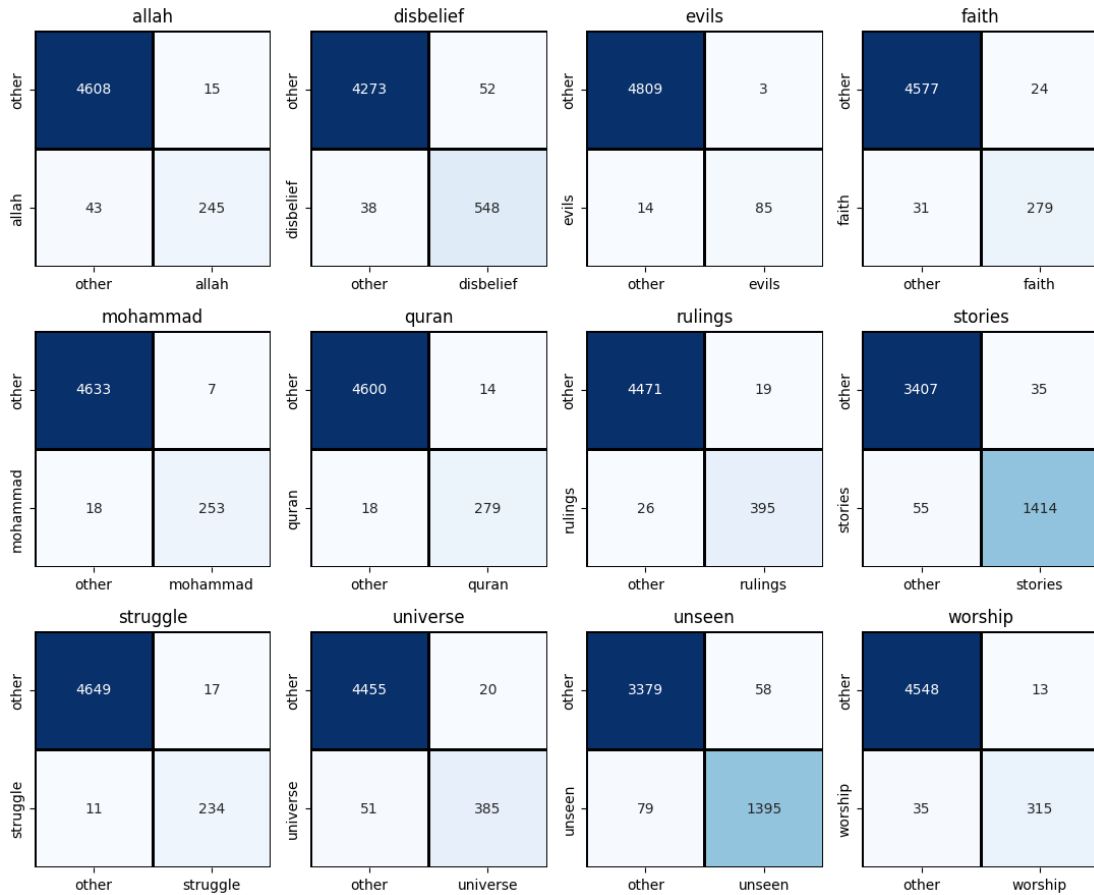 allah disbelief evils faith
other 4608 15 other 4273 52 other 4809 3 other 4577 24
allah 43 245 disbelief 38 548 evils 14 85 faith 31 279
other allah other disbelief other evils other faith
mohammad quran rulings stories
other 4633 7 other 4600 14 other 4471 19 other 3407 35
mohammad 18 253 quran 18 279 rulings 26 395 stories 55 1414
other mohammad other quran other rulings other stories
struggle universe unseen worship
other 4649 17 other 4455 20 other 3379 58 other 4548 13
struggle 11 234 universe 51 385 unseen 79 1395 worship 35 315
other struggle other universe other unseen other worship